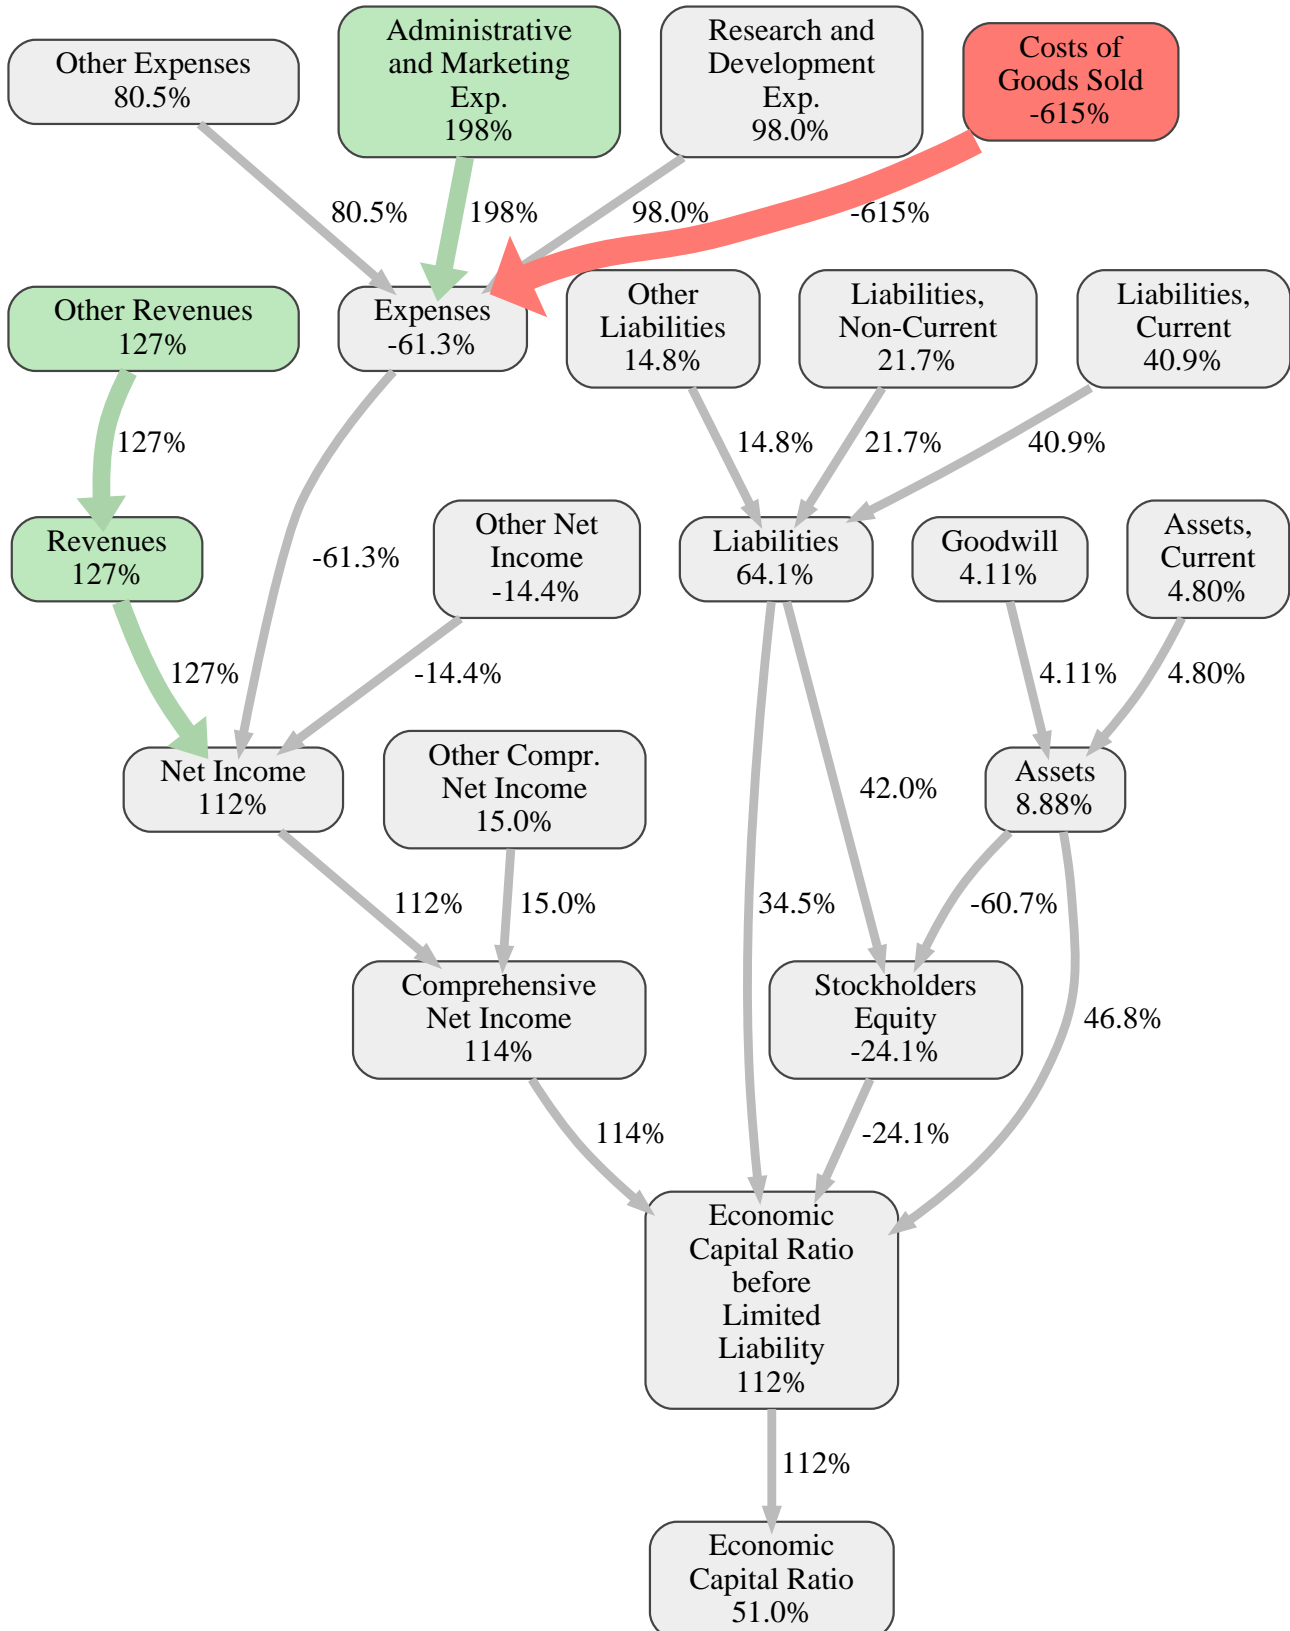 Other Expenses
80.5%
Administrative
and Marketing
Exp.
198%
Research and
Development
Exp.
98.0%
Costs of
Goods Sold
-615%
80.5%
198%
98.0%
-615%
Other Revenues
127%
Expenses
-61.3%
Other
Liabilities
14.8%
Liabilities,
Non-Current
21.7%
Liabilities,
Current
40.9%
127%
14.8%
21.7%
40.9%
Revenues
127%
-61.3%
Other Net
Income
-14.4%
Liabilities
64.1%
Goodwill
4.11%
Assets,
Current
4.80%
127%
-14.4%
4.11%
4.80%
Net Income
112%
Other Compr.
Net Income
15.0%
42.0%
Assets
8.88%
112%
15.0%
34.5%
-60.7%
Comprehensive
Net Income
114%
Stockholders
Equity
-24.1%
46.8%
114%
-24.1%
Economic
Capital Ratio
before
Limited
Liability
112%
112%
Economic
Capital Ratio
51.0%